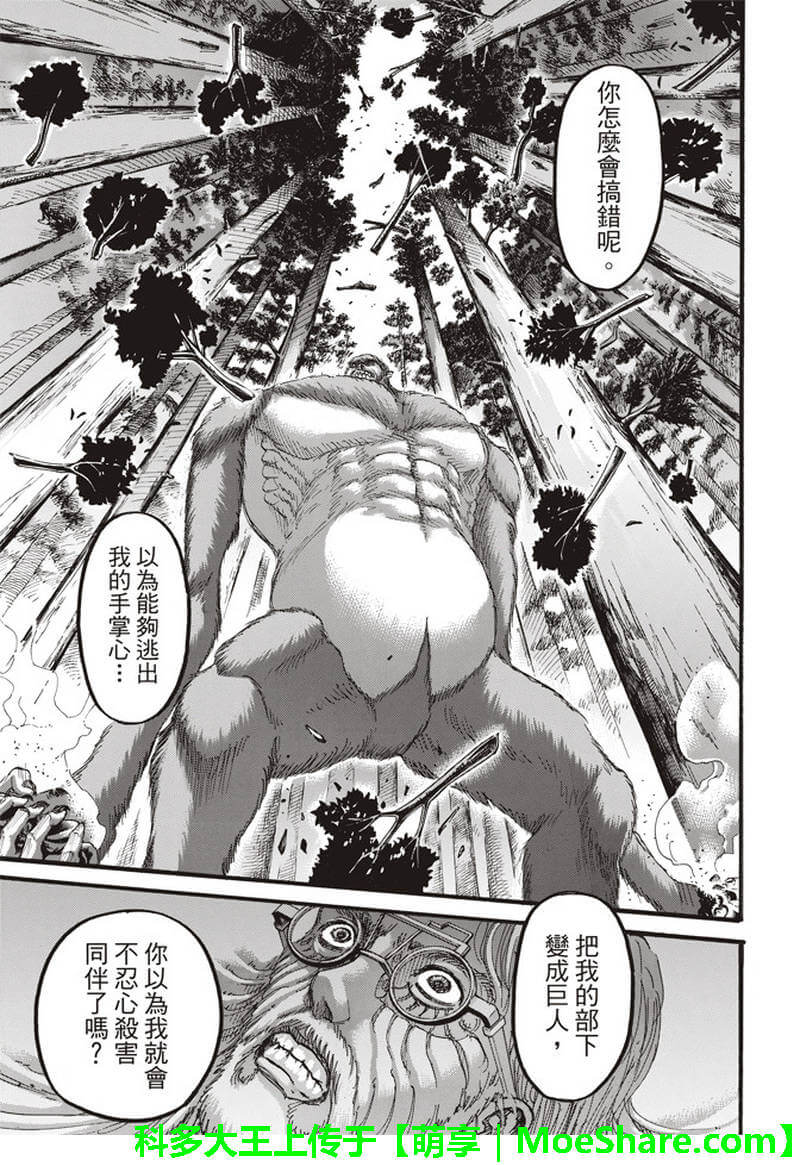 你怎麼會搞錯呢。
以為能夠逃出
我的手掌心…
把我的部下
變成巨人，
你以為我就會
不忍心殺害
同伴了嗎？
科多大王上传于【萌享】|MoeShare.com